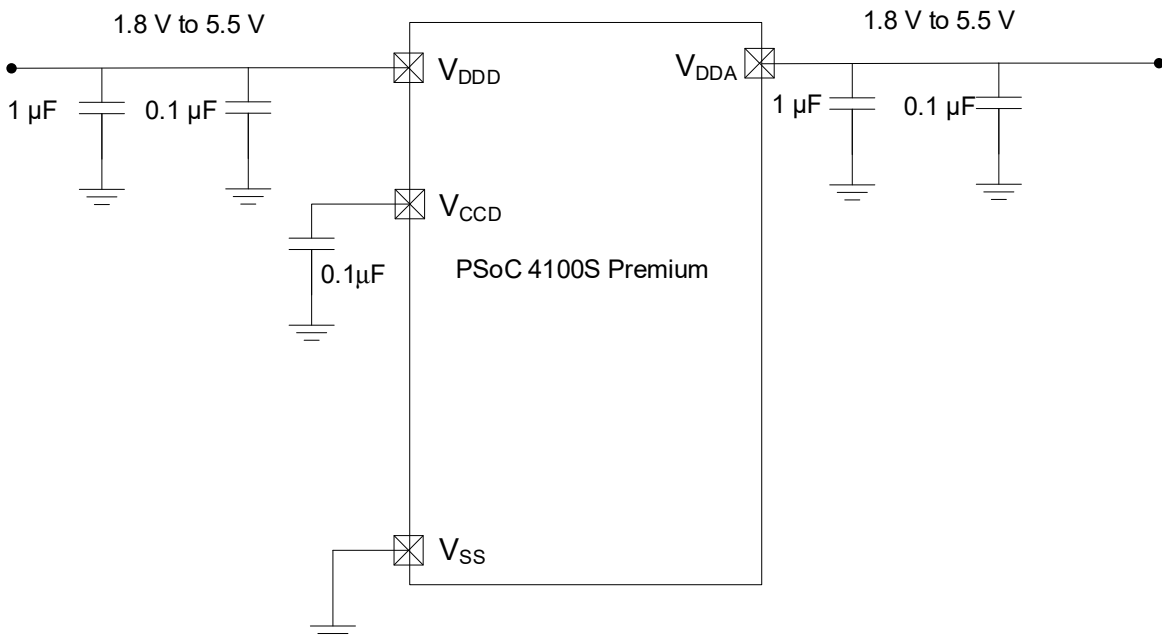 1.8 V to 5.5 V
1.8 V to 5.5 V
VDDD
VDDA
1 µF
0.1 µF
1 µF
0.1 µF
VCCD
0.1µF
PSoC 4100S Premium
VSS